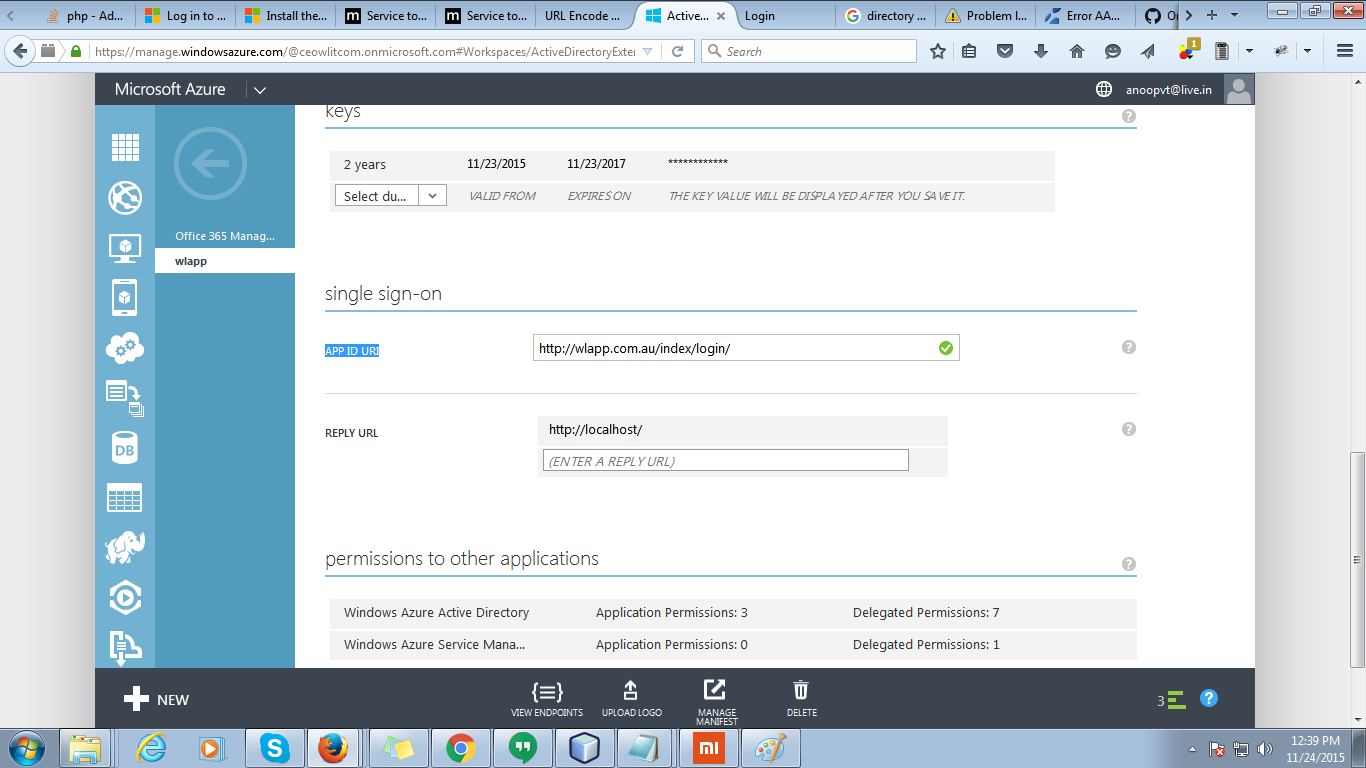 php - Ad...
Log in to ...
Install the...
Service to...
Service to...
URL Encode ...
Active...
Login
directory ...
Problem l...
Error AA...
https://manage.windowsazure.com/@ceowlitcom.onmicrosoft.com#Workspaces/ActiveDirectoryExter
Search
1
Microsoft Azure
anoopvt@live.in
keys
2 years 11/23/2015 11/23/2017 ************
Select du... VALID FROM EXPIRES ON THE KEY VALUE WILL BE DISPLAYED AFTER YOU SAVE IT.
Office 365 Manag...
wlapp
single sign-on
APP ID URI http://wlapp.com.au/index/login/
REPLY URL http://localhost/
(ENTER A REPLY URL)
DB
permissions to other applications
Windows Azure Active Directory Application Permissions: 3 Delegated Permissions: 7
Windows Azure Service Mana... Application Permissions: 0 Delegated Permissions: 1
NEW
VIEW ENDPOINTS
UPLOAD LOGO
MANAGE
MANIFEST
DELETE
3
12:39 PM
11/24/2015